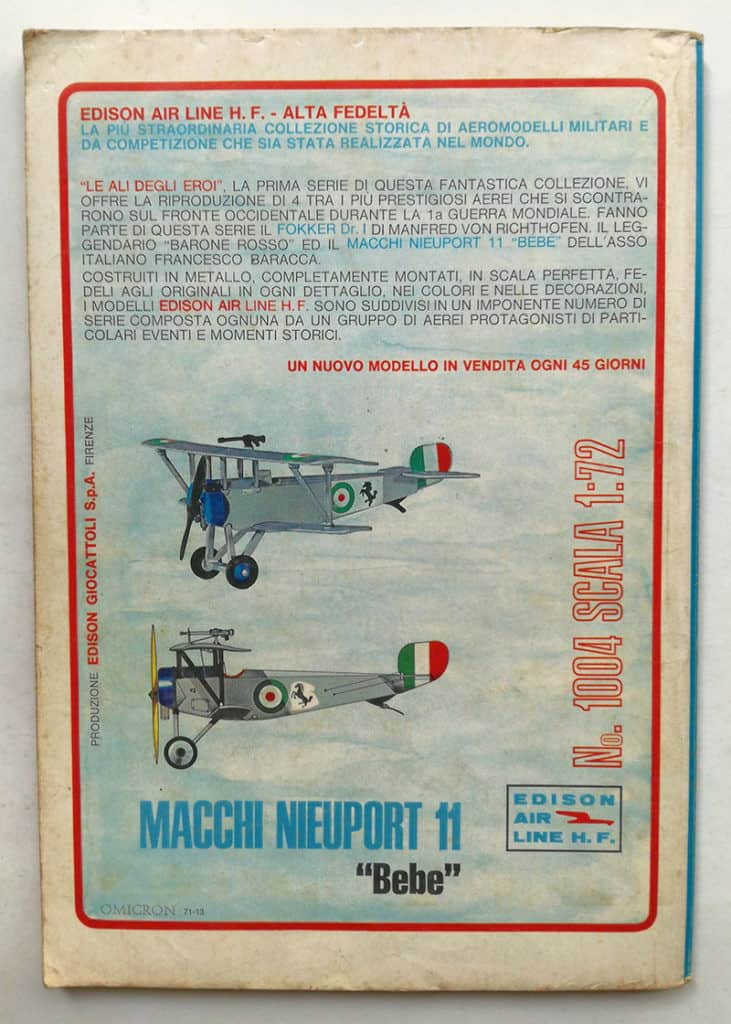 EDISON AIR LINE H. F. - ALTA FEDELTÀ
LA PIÙ STRAORDINARIA COLLEZIONE STORICA DI AEROMODELLI MILITARI E
DA COMPETIZIONE CHE SIA STATA REALIZZATA NEL MONDO.
"LE ALI DEGLI EROI", LA PRIMA SERIE DI QUESTA FANTASTICA COLLEZIONE, VI
OFFRE LA RIPRODUZIONE DI 4 TRA I PIÙ PRESTIGIOSI AEREI CHE SI SCONTRA-
RONO SUL FRONTE OCCIDENTALE DURANTE LA 1a GUERRA MONDIALE. FANNO
PARTE DI QUESTA SERIE IL FOKKER Dr. I DI MANFRED VON RICHTHOFEN. IL LEG-
GENDARIO "BARONE ROSSO" ED IL MACCHI NIEUPORT 11 "BEBE" DELL'ASSO
ITALIANO FRANCESCO BARACCA.
COSTRUITI IN METALLO, COMPLETAMENTE MONTATI, IN SCALA PERFETTA, FE-
DELI AGLI ORIGINALI IN OGNI DETTAGLIO, NEI COLORI E NELLE DECORAZIONI,
I MODELLI EDISON AIR LINE H.F. SONO SUDDIVISI IN UN IMPONENTE NUMERO DI
SERIE COMPOSTA OGNUNA DA UN GRUPPO DI AEREI PROTAGONISTI DI PARTI-
COLARI EVENTI E MOMENTI STORICI.
UN NUOVO MODELLO IN VENDITA OGNI 45 GIORNI
PRODUZIONE EDISON GIOCATTOLI S.p.A. FIRENZE
No. 1004 SCALA 1:72
MACCHI NIEUPORT 11
"Bebe"
EDISON
AIR
LINE H. F.
OMICRON 71-13